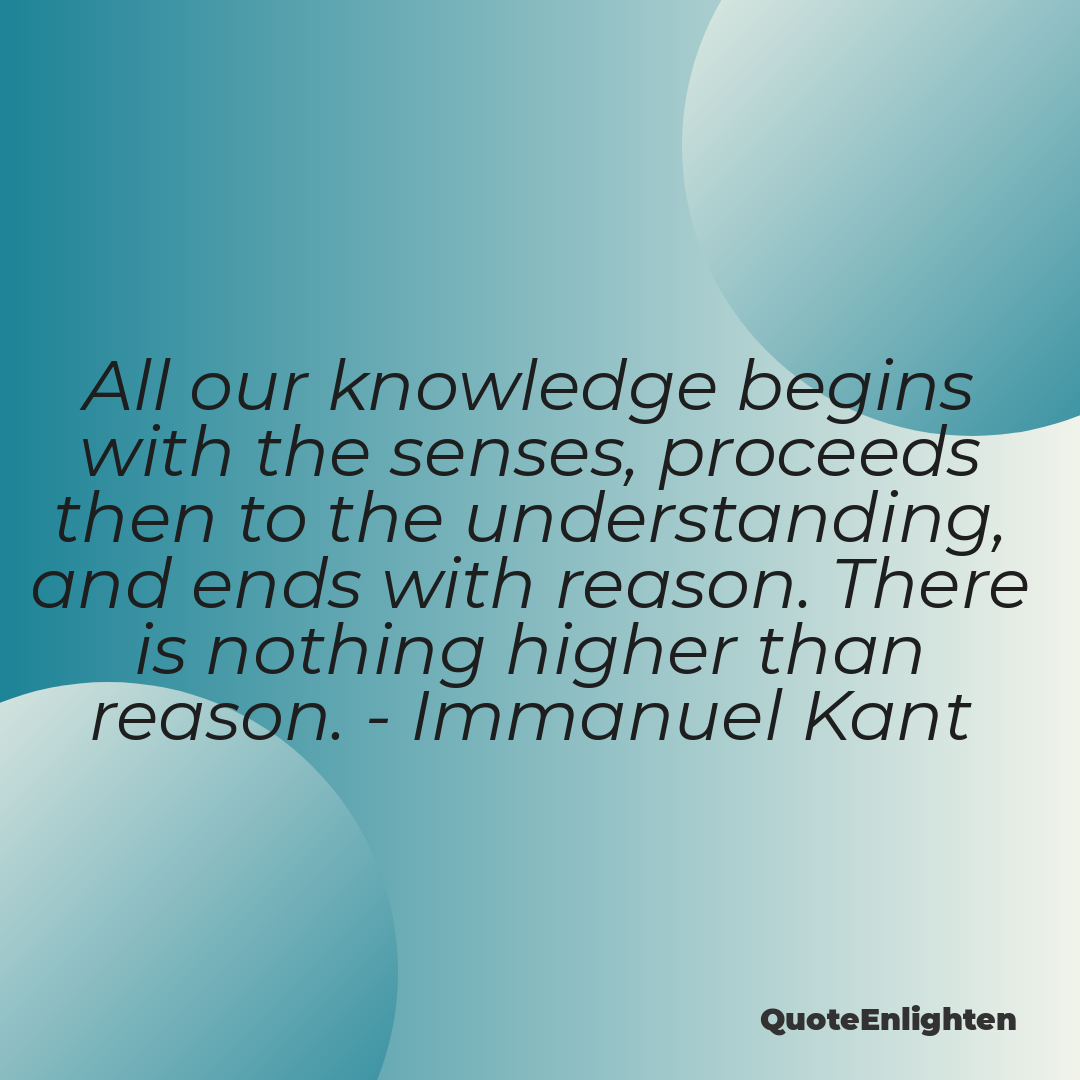 All our knowledge begins
with the senses, proceeds
then to the understanding,
and ends with reason. There
is nothing higher than
reason. - Immanuel Kant
QuoteEnlighten